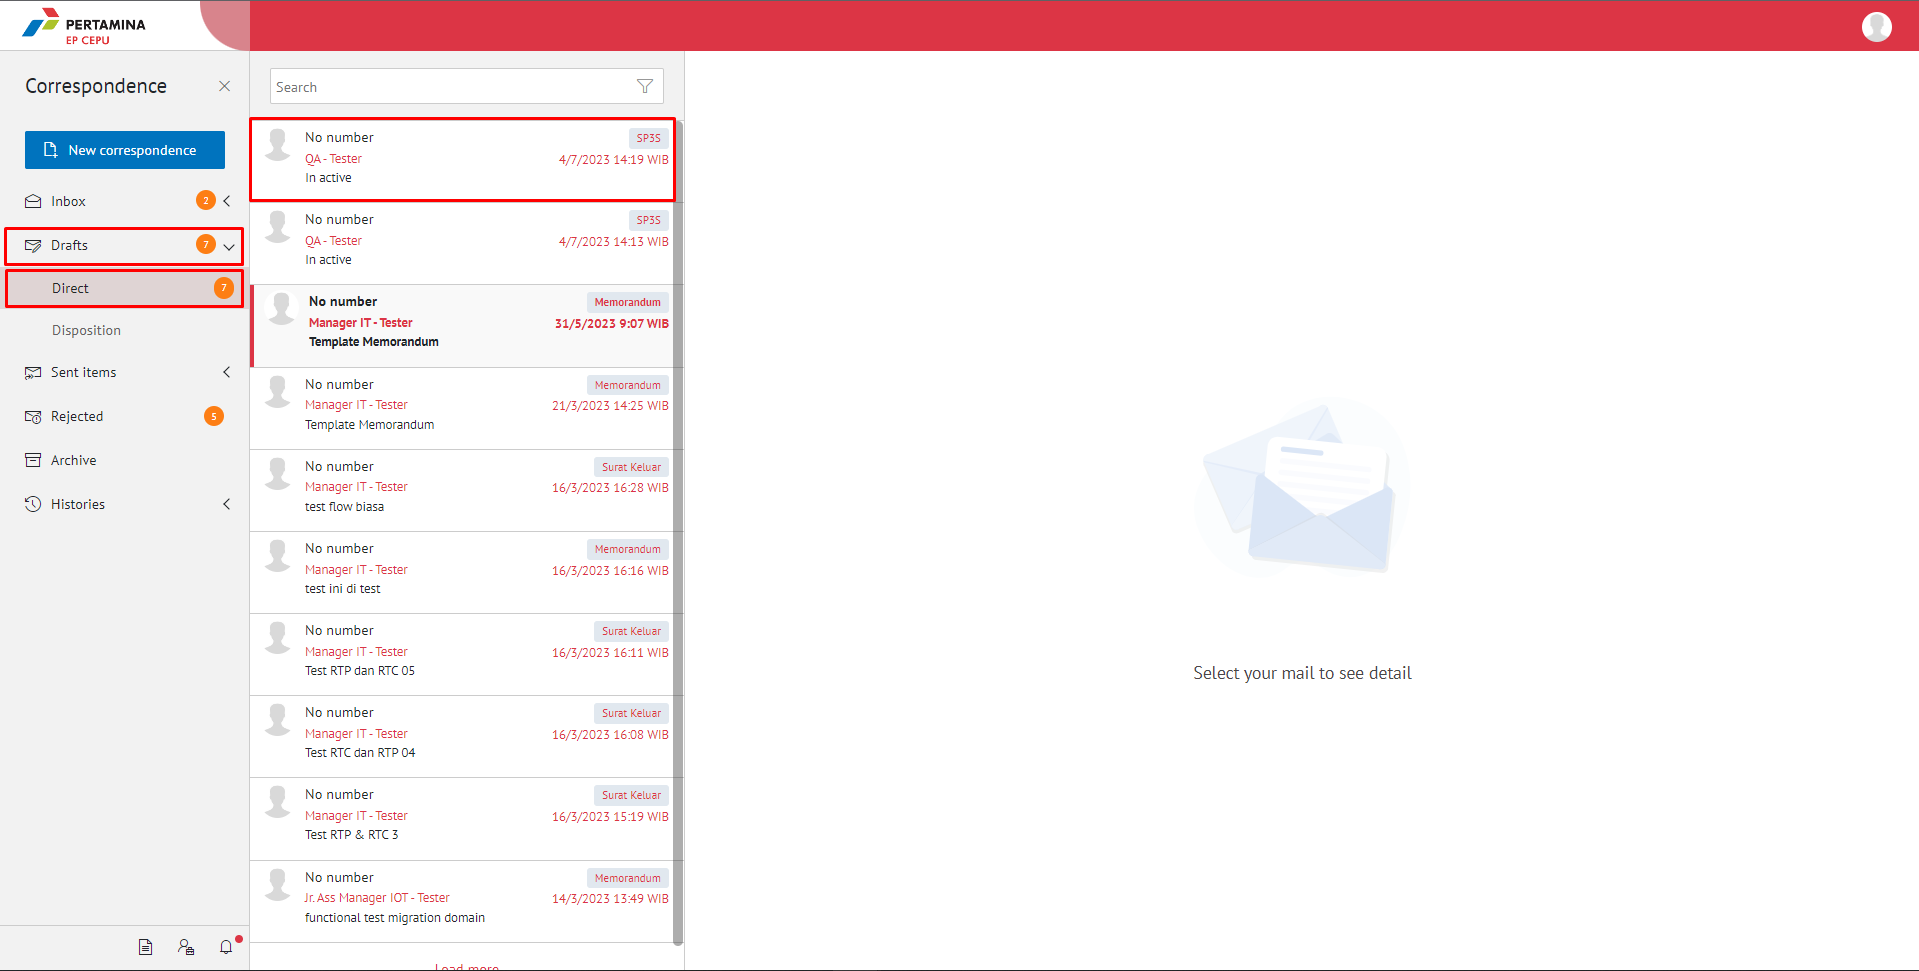 PERTAMINA
EP CEPU
Correspondence
New correspondence
Inbox 2
Drafts 7
Direct 7
Disposition
Sent items
Rejected 5
Archive
Histories
Search
No number SP3S
QA - Tester 4/7/2023 14:19 WIB
In active
No number SP3S
QA - Tester 4/7/2023 14:13 WIB
In active
No number Memorandum
Manager IT - Tester 31/5/2023 9:07 WIB
Template Memorandum
No number Memorandum
Manager IT - Tester 21/3/2023 14:25 WIB
Template Memorandum
No number Surat Keluar
Manager IT - Tester 16/3/2023 16:28 WIB
test flow biasa
No number Memorandum
Manager IT - Tester 16/3/2023 16:16 WIB
test ini di test
No number Surat Keluar
Manager IT - Tester 16/3/2023 16:11 WIB
Test RTP dan RTC 05
No number Surat Keluar
Manager IT - Tester 16/3/2023 16:08 WIB
Test RTC dan RTP 04
No number Surat Keluar
Manager IT - Tester 16/3/2023 15:19 WIB
Test RTP & RTC 3
No number Memorandum
Jr. Ass Manager IOT - Tester 14/3/2023 13:49 WIB
functional test migration domain
Load more
Select your mail to see detail